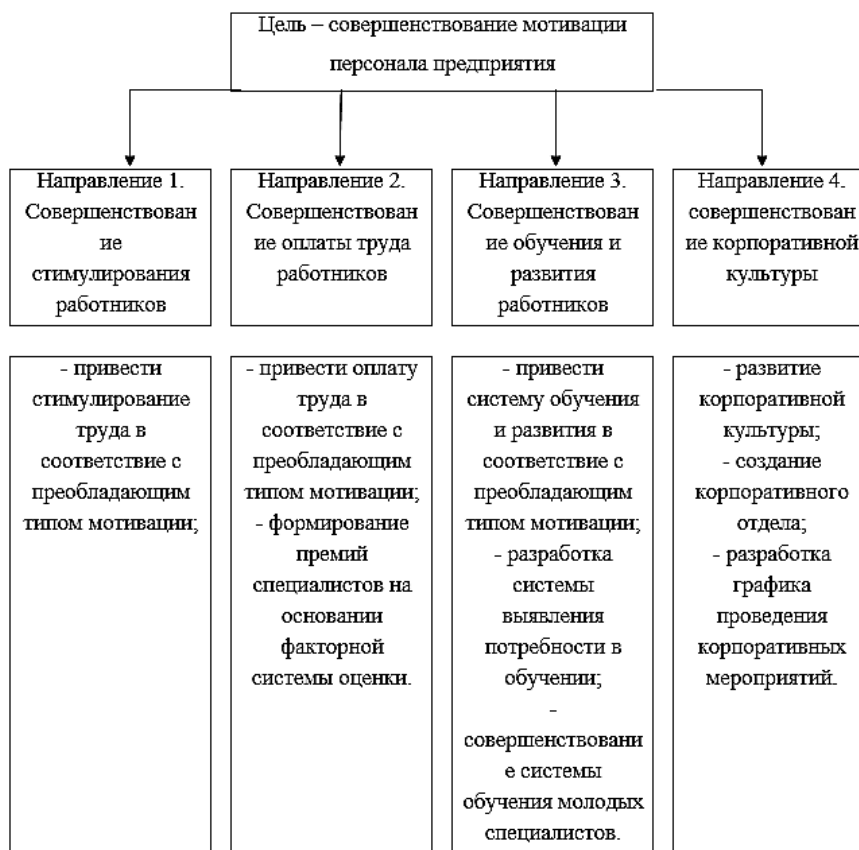 Цель – совершенствование мотивации
персонала предприятия
Направление 1.
Совершенствован
ие
стимулирования
работников
Направление 2.
Совершенствован
ие оплаты труда
работников
Направление 3.
Совершенствован
ие обучения и
развития
работников
Направление 4.
совершенствован
ие корпоративной
культуры
- привести
стимулирование
труда в
соответствие с
преобладающим
типом мотивации;
- привести оплату
труда в
соответствие с
преобладающим
типом мотивации;
- формирование
премий
специалистов на
основании
факторной
системы оценки.
- привести
систему обучения
и развития в
соответствие с
преобладающим
типом мотивации;
- разработка
системы
выявления
потребности в
обучении;
-
совершенствовани
е системы
обучения молодых
специалистов.
- развитие
корпоративной
культуры;
- создание
корпоративного
отдела;
- разработка
графика
проведения
корпоративных
мероприятий.